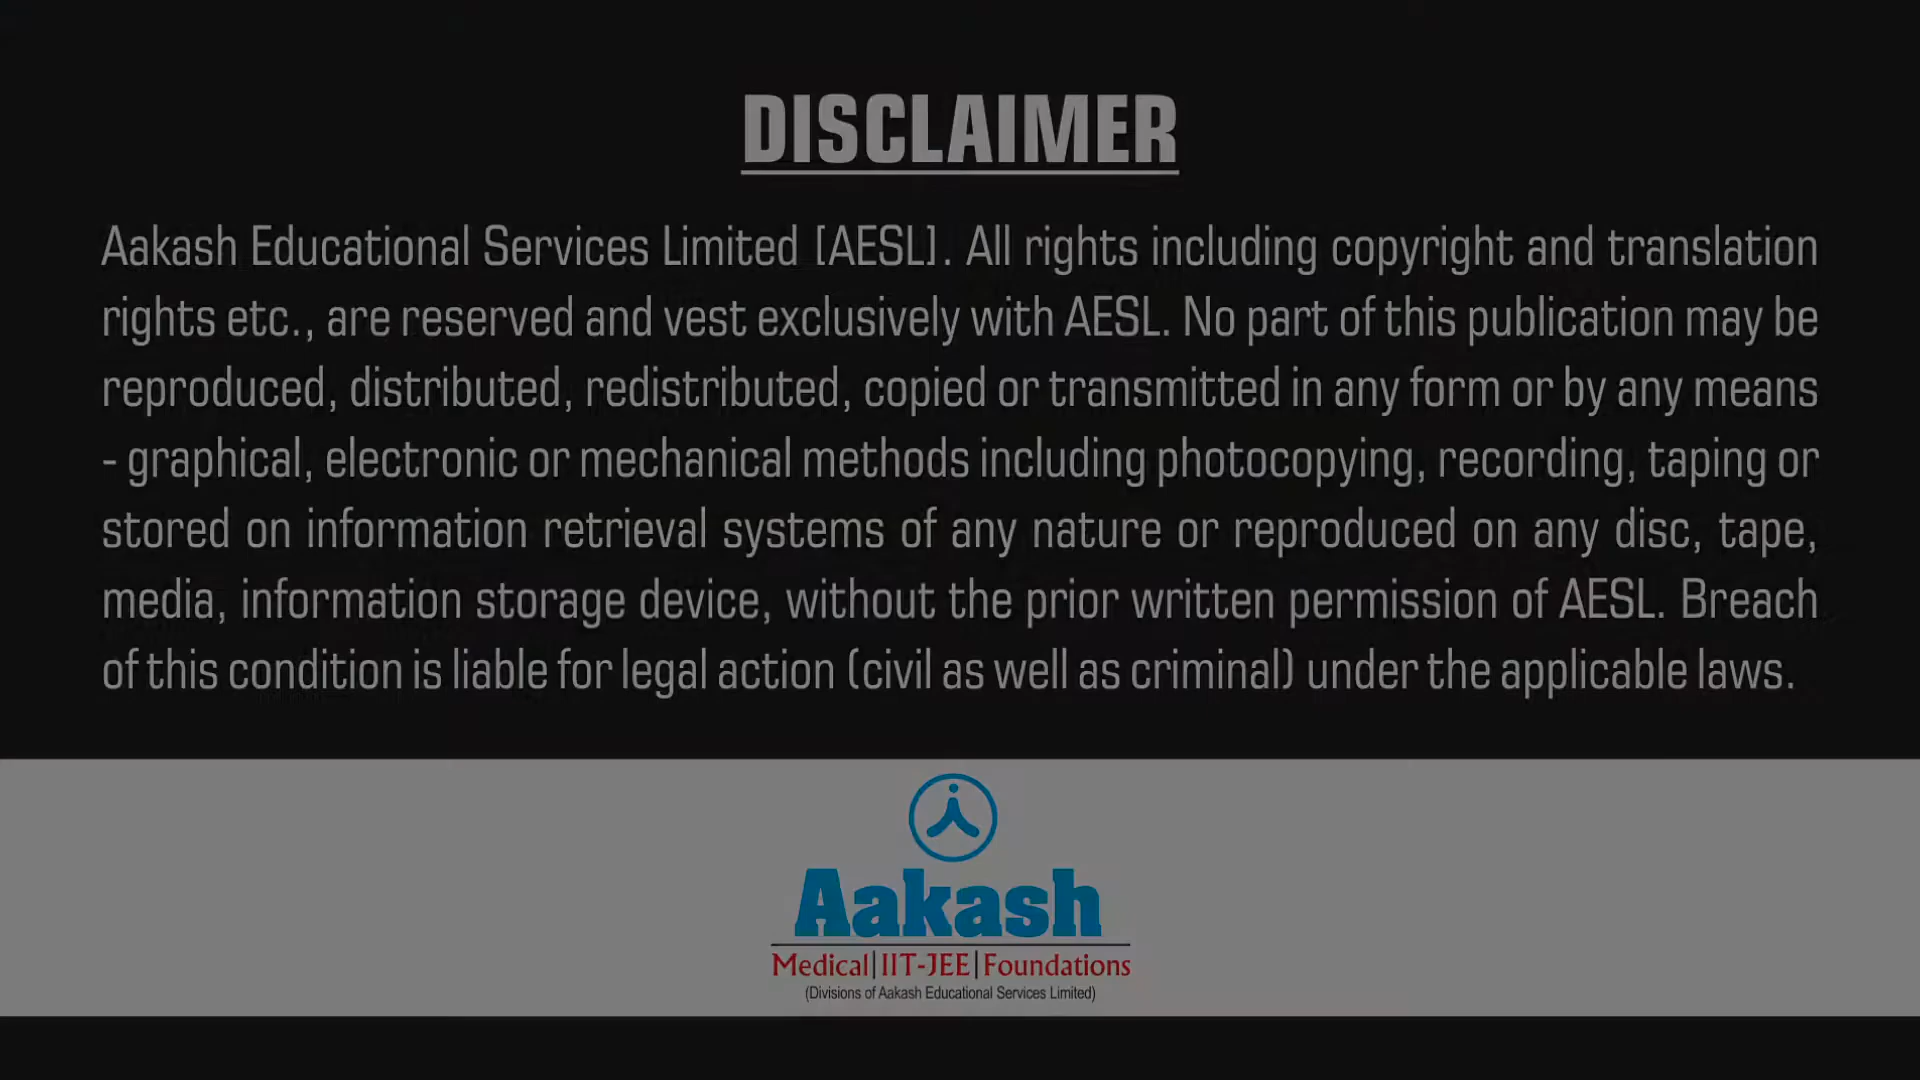 DISCLAIMER
Aakash Educational Services Limited [AESL]. All rights including copyright and translation
rights etc., are reserved and vest exclusively with AESL. No part of this publication may be
reproduced, distributed, redistributed, copied or transmitted in any form or by any means
- graphical, electronic or mechanical methods including photocopying, recording, taping or
stored on information retrieval systems of any nature or reproduced on any disc, tape,
media, information storage device, without the prior written permission of AESL. Breach
of this condition is liable for legal action (civil as well as criminal) under the applicable laws.
Aakash
Medical|IIT-JEE|Foundations
(Divisions of Aakash Educational Services Limited)